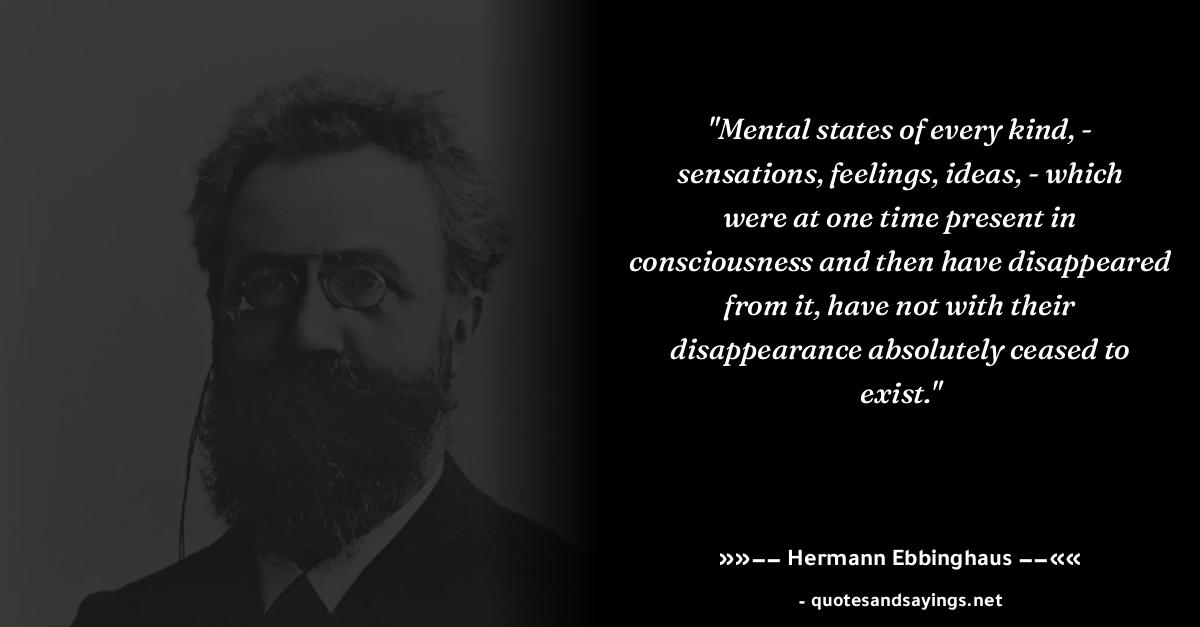 "Mental states of every kind, -
sensations, feelings, ideas, - which
were at one time present in
consciousness and then have disappeared
from it, have not with their
disappearance absolutely ceased to
exist."
»»–– Hermann Ebbinghaus ––««
- quotesandsayings.net